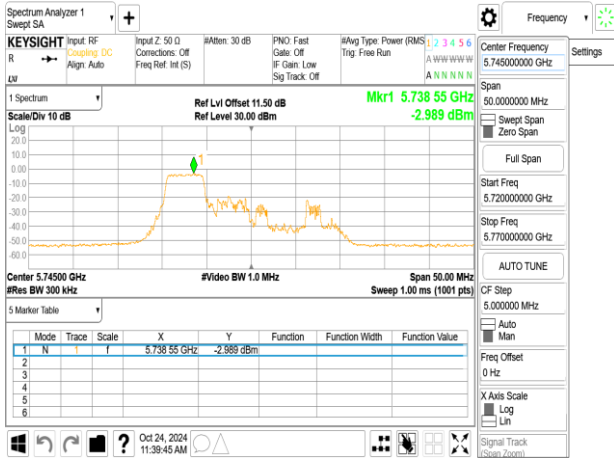 Spectrum Analyzer 1
Swept SA
Frequency
Settings
KEYSIGHT
R
Input: RF
Coupling: DC
Align: Auto
Input Z: 50 Ω
Corrections: Off
Freq Ref: Int (S)
#Atten: 30 dB
PNO: Fast
Gate: Off
IF Gain: Low
Sig Track: Off
#Avg Type: Power (RMS
Trig: Free Run
1 2 3 4 5 6
A W W W W W
A N N N N N
1 Spectrum
Scale/Div 10 dB
Ref Lvl Offset 11.50 dB
Ref Level 30.00 dBm
Mkr1 5.738 55 GHz
-2.989 dBm
Log
20.0
10.0
0.00
-10.0
-20.0
-30.0
-40.0
-50.0
-60.0
1
Center 5.74500 GHz
#Res BW 300 kHz
#Video BW 1.0 MHz
Span 50.00 MHz
Sweep 1.00 ms (1001 pts)
5 Marker Table
Mode Trace Scale X Y Function Function Width Function Value
1 N 1 f 5.738 55 GHz -2.989 dBm
2
3
4
5
6
Oct 24, 2024
11:39:45 AM
Center Frequency
5.745000000 GHz
Span
50.0000000 MHz
Swept Span
Zero Span
Full Span
Start Freq
5.720000000 GHz
Stop Freq
5.770000000 GHz
AUTO TUNE
CF Step
5.000000 MHz
Auto
Man
Freq Offset
0 Hz
X Axis Scale
Log
Lin
Signal Track
(Span Zoom)